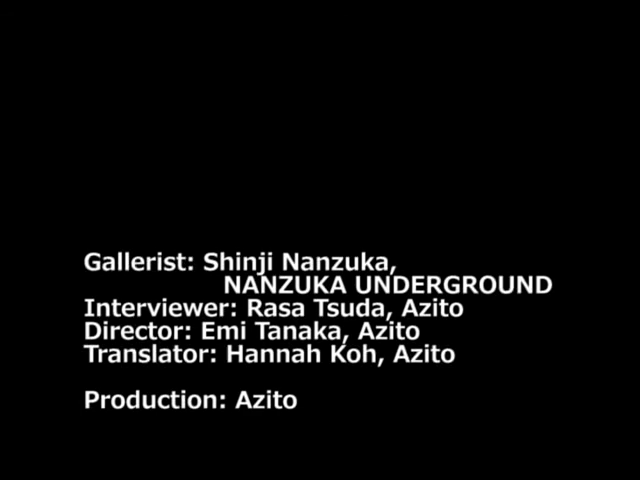 Gallerist: Shinji Nanzuka,
NANZUKA UNDERGROUND
Interviewer: Rasa Tsuda, Azito
Director: Emi Tanaka, Azito
Translator: Hannah Koh, Azito
Production: Azito